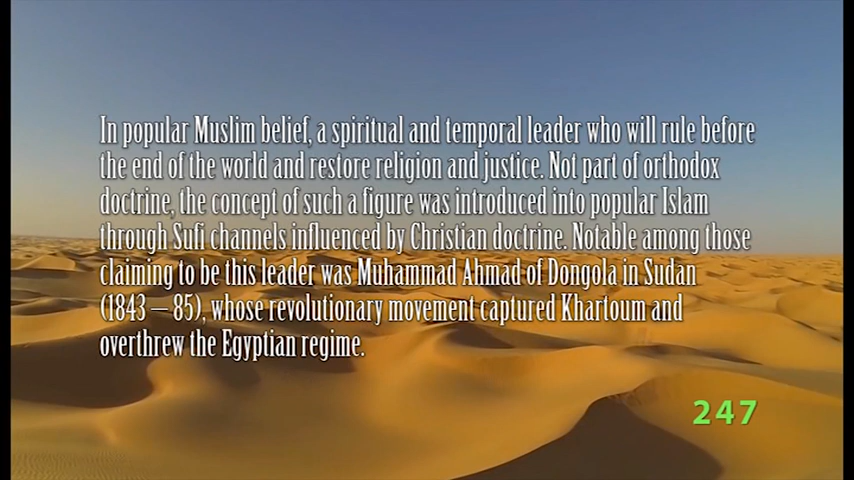 In popular Muslim belief, a spiritual and temporal leader who will rule before
the end of the world and restore religion and justice. Not part of orthodox
doctrine, the concept of such a figure was introduced into popular Islam
through Sufi channels influenced by Christian doctrine. Notable among those
claiming to be this leader was Muhammad Ahmad of Dongola in Sudan
(1843 – 85), whose revolutionary movement captured Khartoum and
overthrew the Egyptian regime.
247